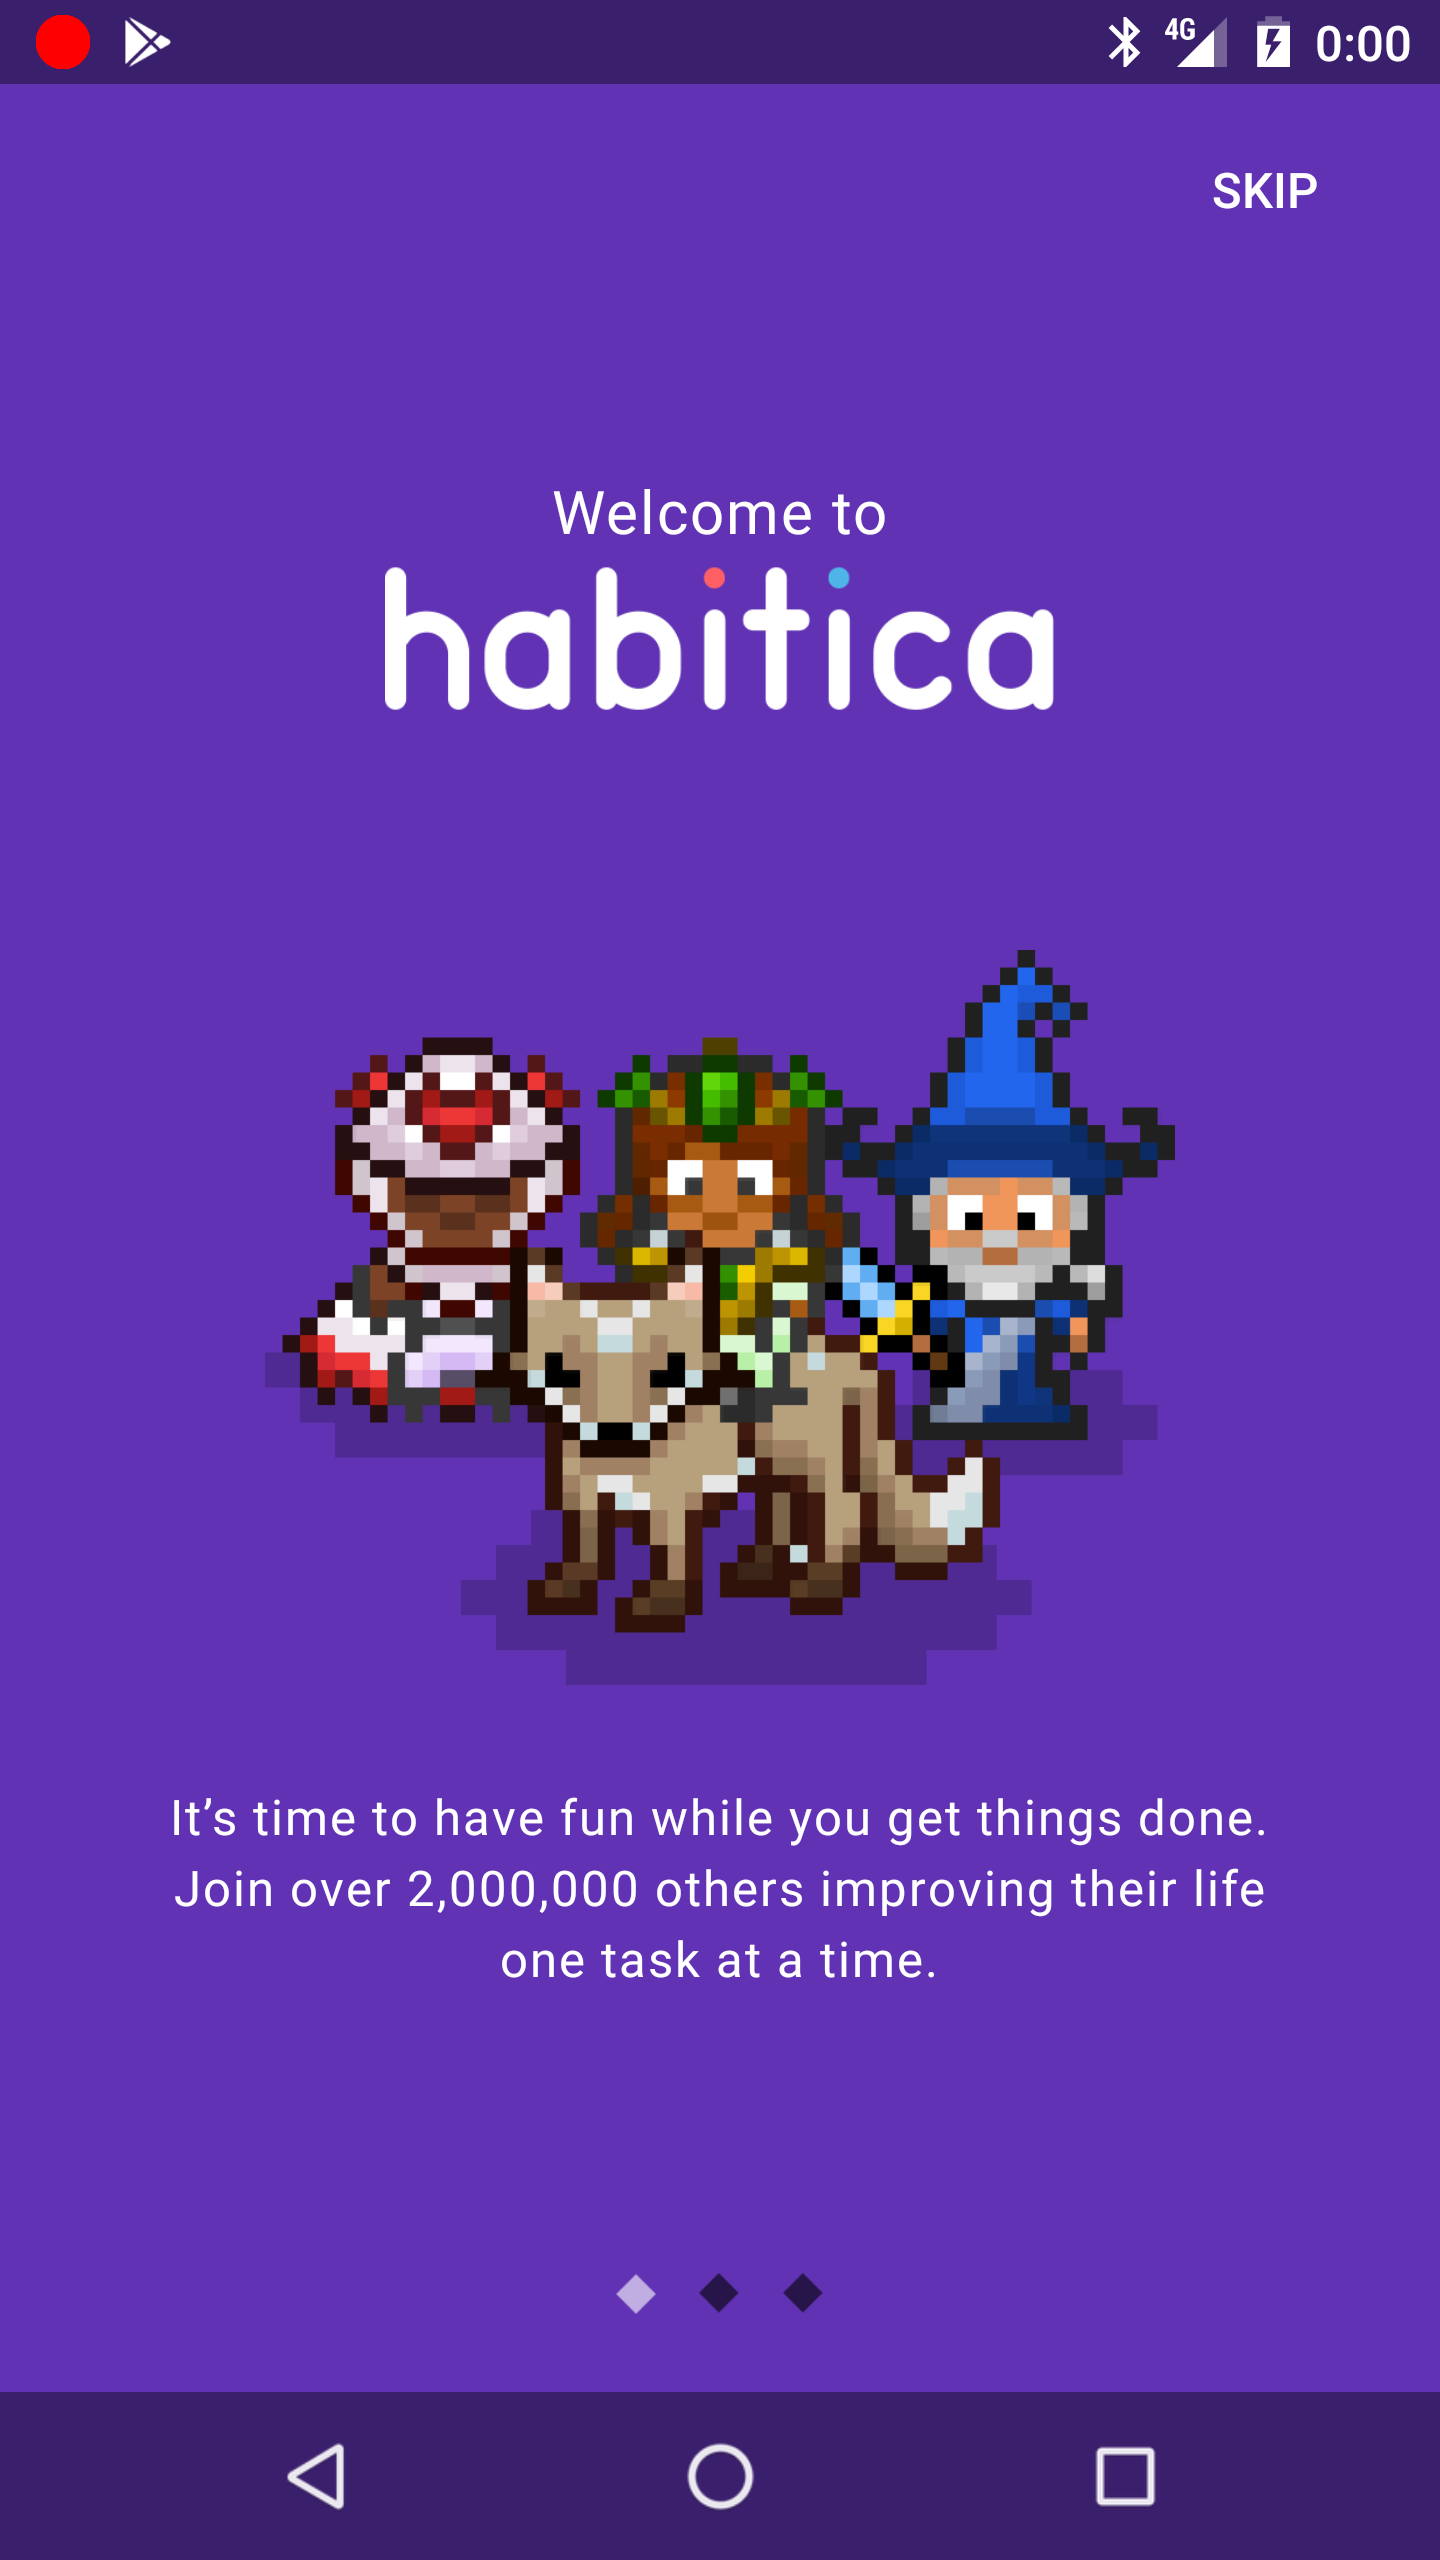 4G 0:00
SKIP
Welcome to
habitica
It’s time to have fun while you get things done.
Join over 2,000,000 others improving their life
one task at a time.